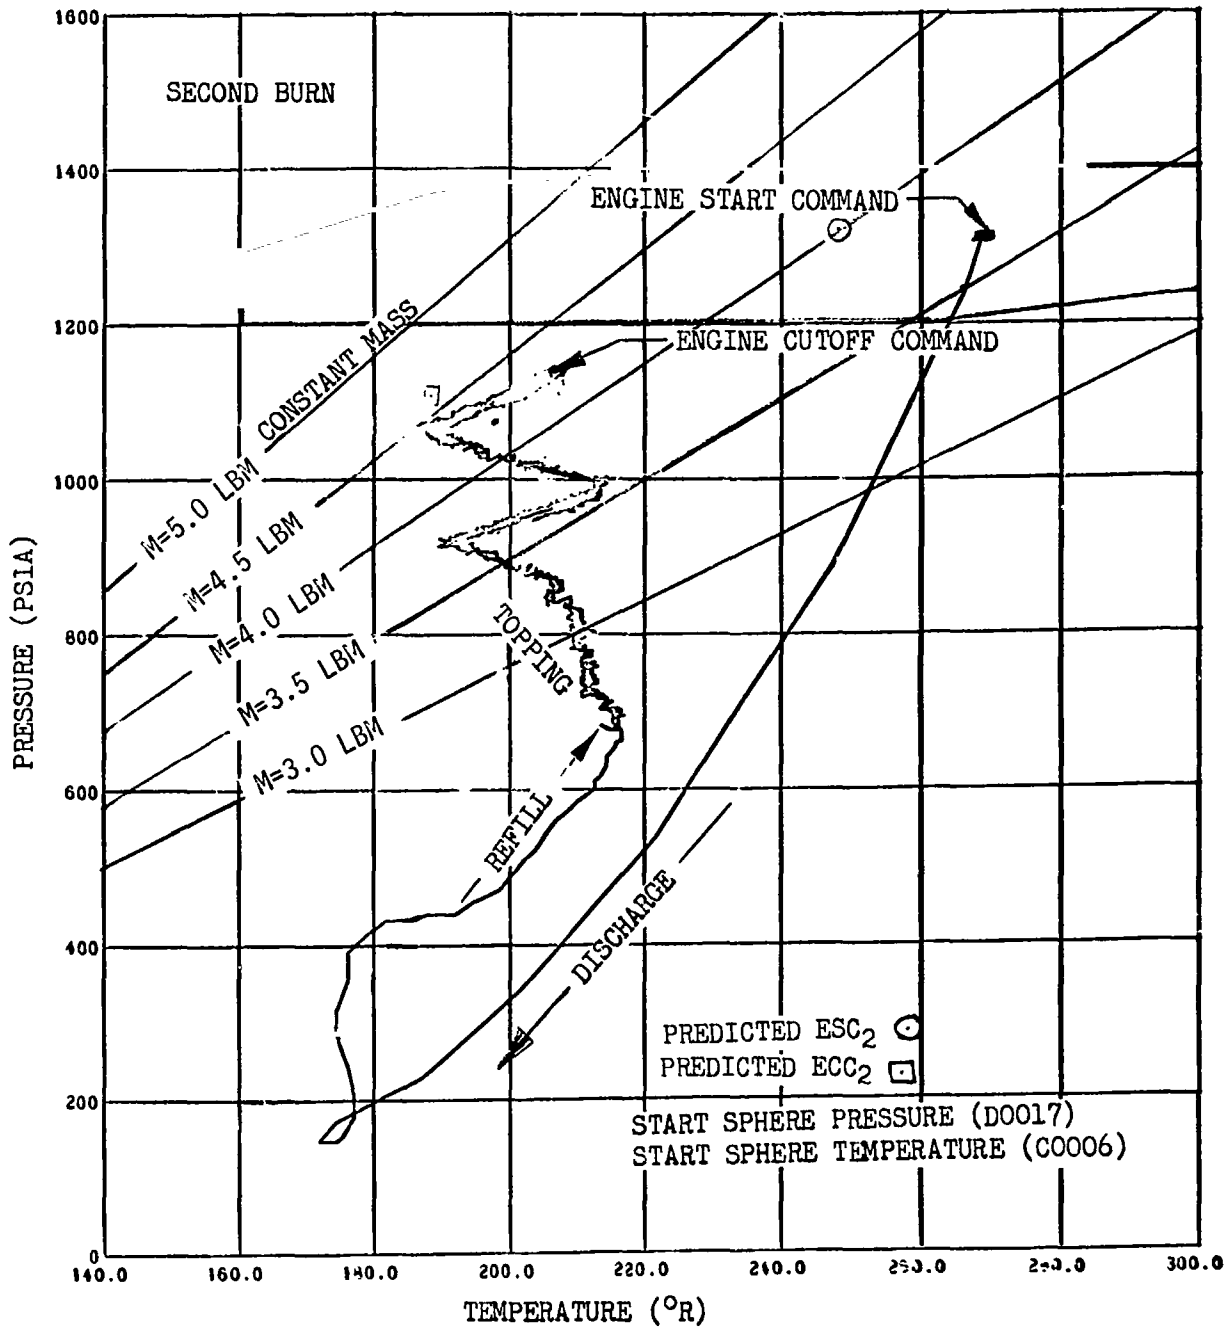 1600
1400
1200
1000
800
600
400
200
0
PRESSURE (PSIA)
SECOND BURN
ENGINE START COMMAND
ENGINE CUTOFF COMMAND
CONSTANT MASS
M=5.0 LBM
M=4.5 LBM
M=4.0 LBM
M=3.5 LBM
M=3.0 LBM
TOPPING
REFILL
DISCHARGE
PREDICTED ESC₂
PREDICTED ECC₂
START SPHERE PRESSURE (D0017)
START SPHERE TEMPERATURE (C0006)
140.0 160.0 180.0 200.0 220.0 240.0 300.0
TEMPERATURE (°R)